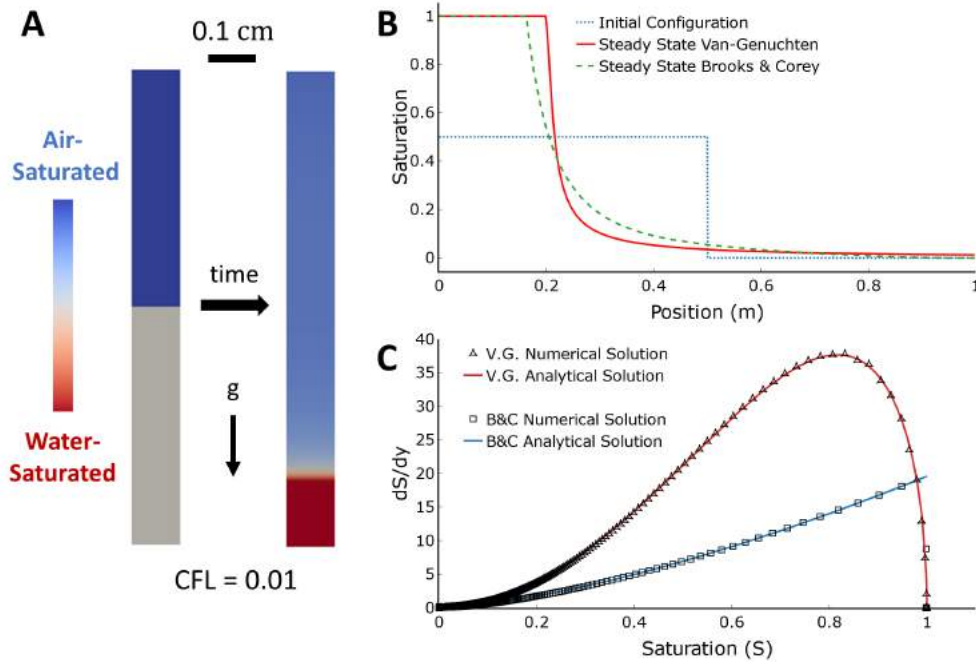 A
0.1 cm
Air-
Saturated
time
g
Water-
Saturated
CFL = 0.01
B
Initial Configuration
Steady State Van-Genuchten
Steady State Brooks & Corey
Saturation
1
0.8
0.6
0.4
0.2
0
0
0.2
0.4
0.6
0.8
1
Position (m)
C
V.G. Numerical Solution
V.G. Analytical Solution
B&C Numerical Solution
B&C Analytical Solution
dS/dy
40
35
30
25
20
15
10
5
0
0
0.2
0.4
0.6
0.8
1
Saturation (S)